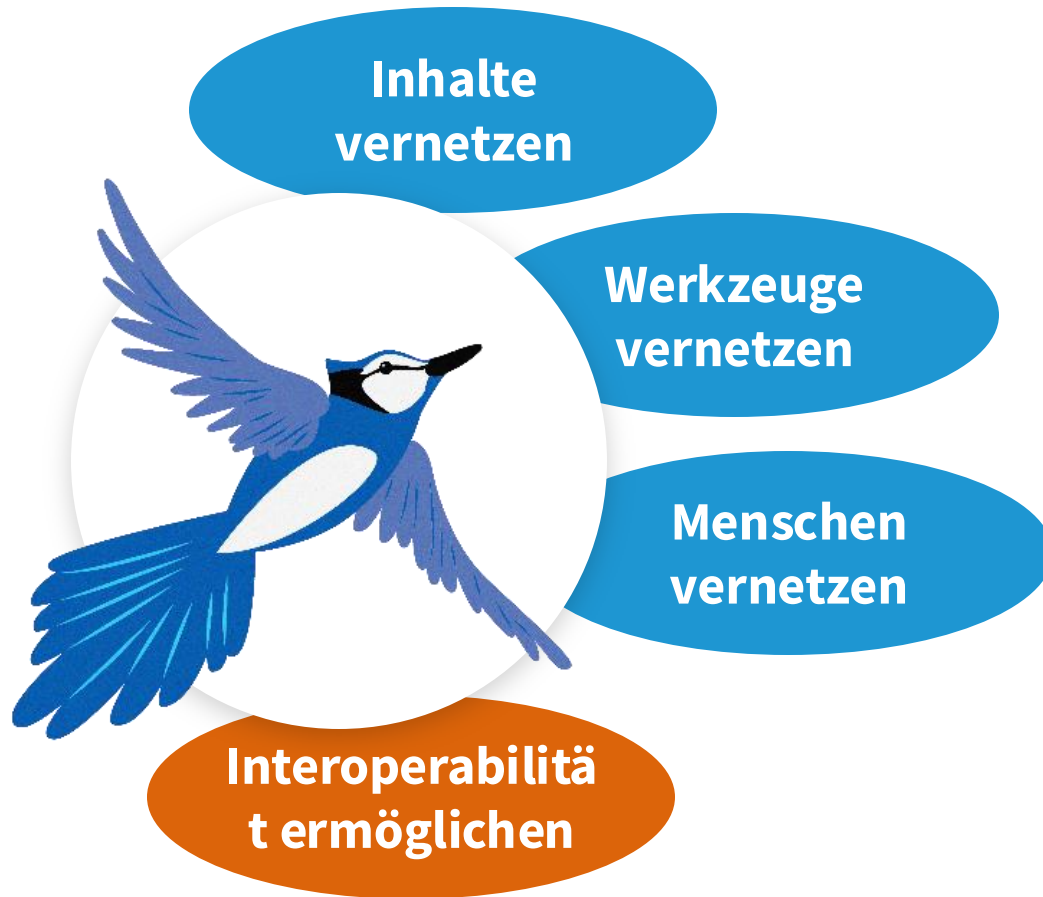 Inhalte
vernetzen
Werkzeuge
vernetzen
Menschen
vernetzen
Interoperabilitä
t ermöglichen